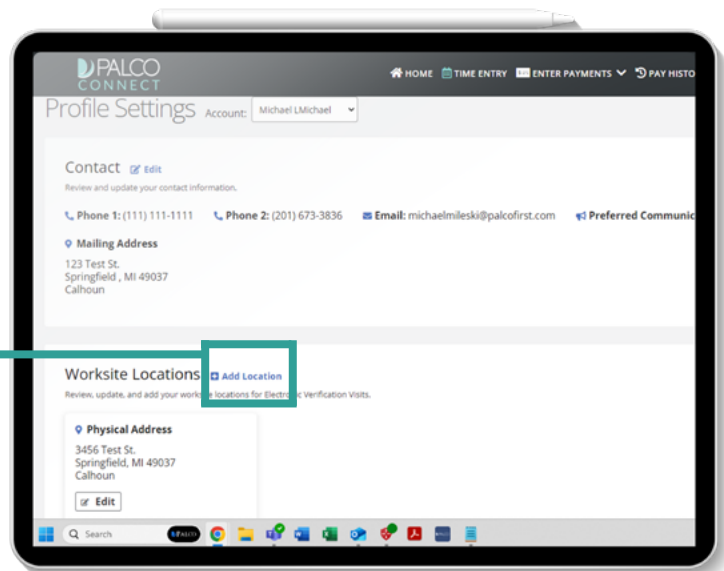 PALCO
CONNECT
HOME TIME ENTRY ENTER PAYMENTS PAY HISTO
Profile Settings Account: Michael LMichael
Contact Edit
Review and update your contact information.
Phone 1: (111) 111-1111 Phone 2: (201) 673-3836 Email: michaelmileski@palcofirst.com Preferred Communic
Mailing Address
123 Test St.
Springfield , MI 49037
Calhoun
Worksite Locations Add Location
Review, update, and add your worksite locations for Electronic Verification Visits.
Physical Address
3456 Test St.
Springfield, MI 49037
Calhoun
Edit
Search PALCO